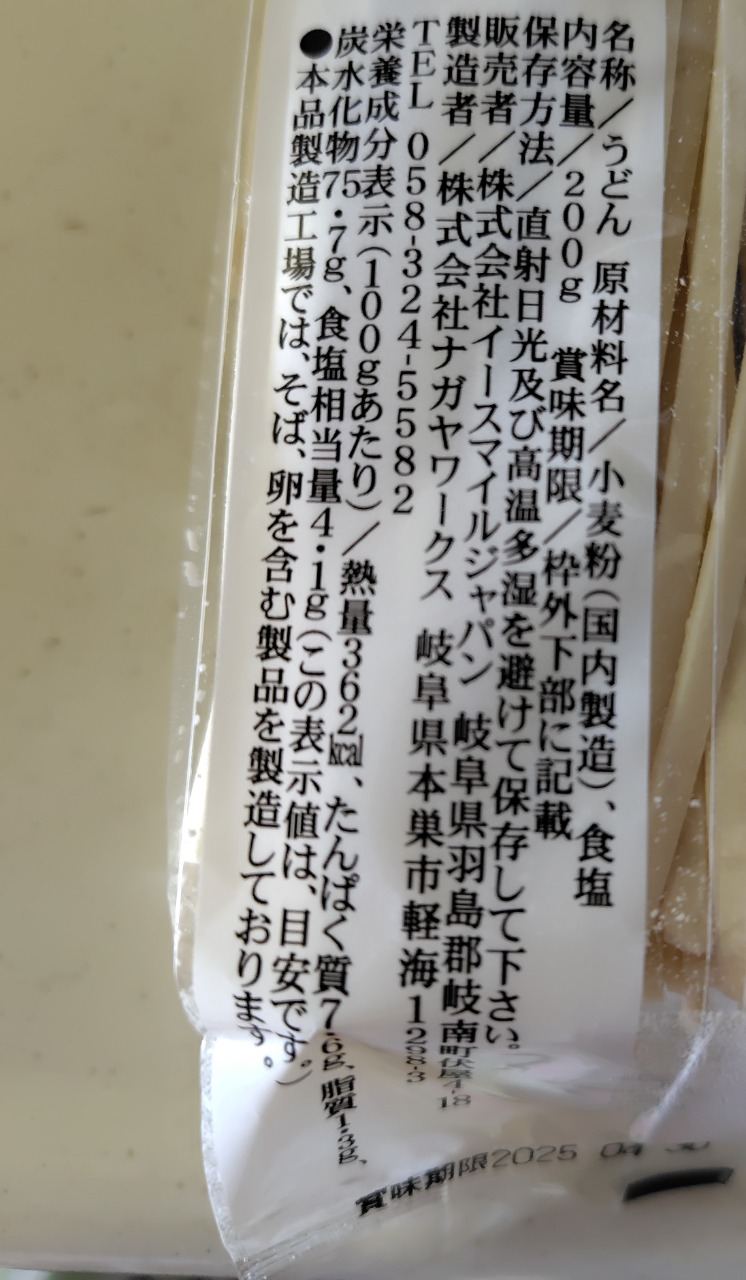 名称／うどん 原材料名／小麦粉（国内製造）、食塩
内容量／200g 賞味期限／枠外下部に記載
保存方法／直射日光及び高温多湿を避けて保存して下さい。
販売者／株式会社イースマイルジャパン 岐阜県羽島郡岐南町伏屋4-18
製造者／株式会社ナガヤワークス 岐阜県本巣市軽海1298-3
TEL 058-324-5582
栄養成分表示（100gあたり）／熱量362㎉、たんぱく質7.6g、脂質1.3g、
炭水化物75・7g、食塩相当量4・1g（この表示値は、目安です。）
●本品製造工場では、そば、卵を含む製品を製造しております。
賞味期限2025 04 30